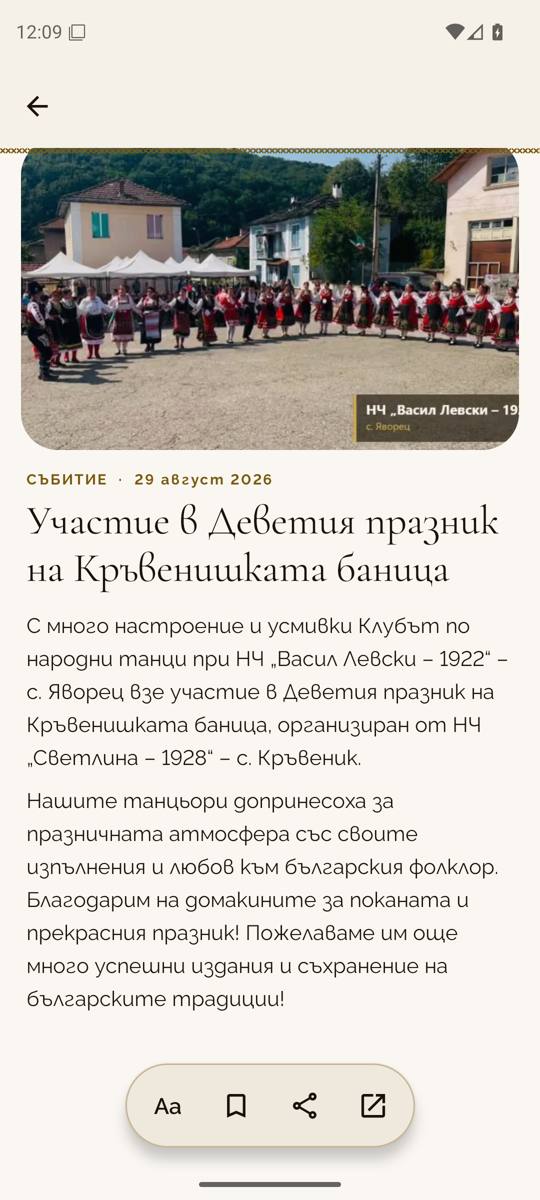 12:09
НЧ „Васил Левски – 19
с. Яворец
СЪБИТИЕ · 29 август 2026
Участие в Деветия празник
на Кръвенишката баница
С много настроение и усмивки Клубът по
народни танци при НЧ „Васил Левски – 1922“ –
с. Яворец взе участие в Деветия празник на
Кръвенишката баница, организиран от НЧ
„Светлина – 1928“ – с. Кръвеник.
Нашите танцьори допринесоха за
празничната атмосфера със своите
изпълнения и любов към българския фолклор.
Благодарим на домакините за поканата и
прекрасния празник! Пожелаваме им още
много успешни издания и съхранение на
българските традиции!
Aa